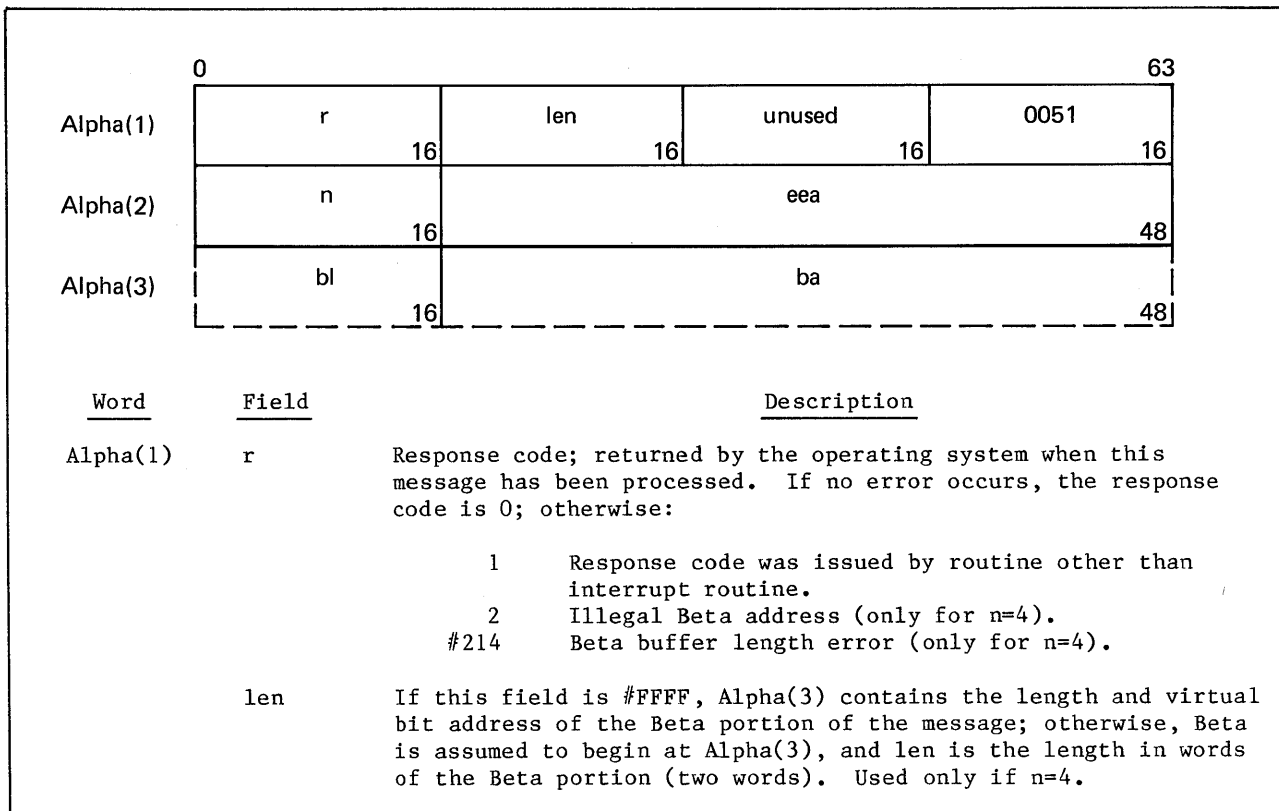 0 63
Alpha(1) r 16 len 16 unused 16 0051 16
Alpha(2) n 16 eea 48
Alpha(3) bl 16 ba 48
Word Field Description
Alpha(1) r Response code; returned by the operating system when this
message has been processed. If no error occurs, the response
code is 0; otherwise:
1 Response code was issued by routine other than
interrupt routine.
2 Illegal Beta address (only for n=4).
#214 Beta buffer length error (only for n=4).
len If this field is #FFFF, Alpha(3) contains the length and virtual
bit address of the Beta portion of the message; otherwise, Beta
is assumed to begin at Alpha(3), and len is the length in words
of the Beta portion (two words). Used only if n=4.